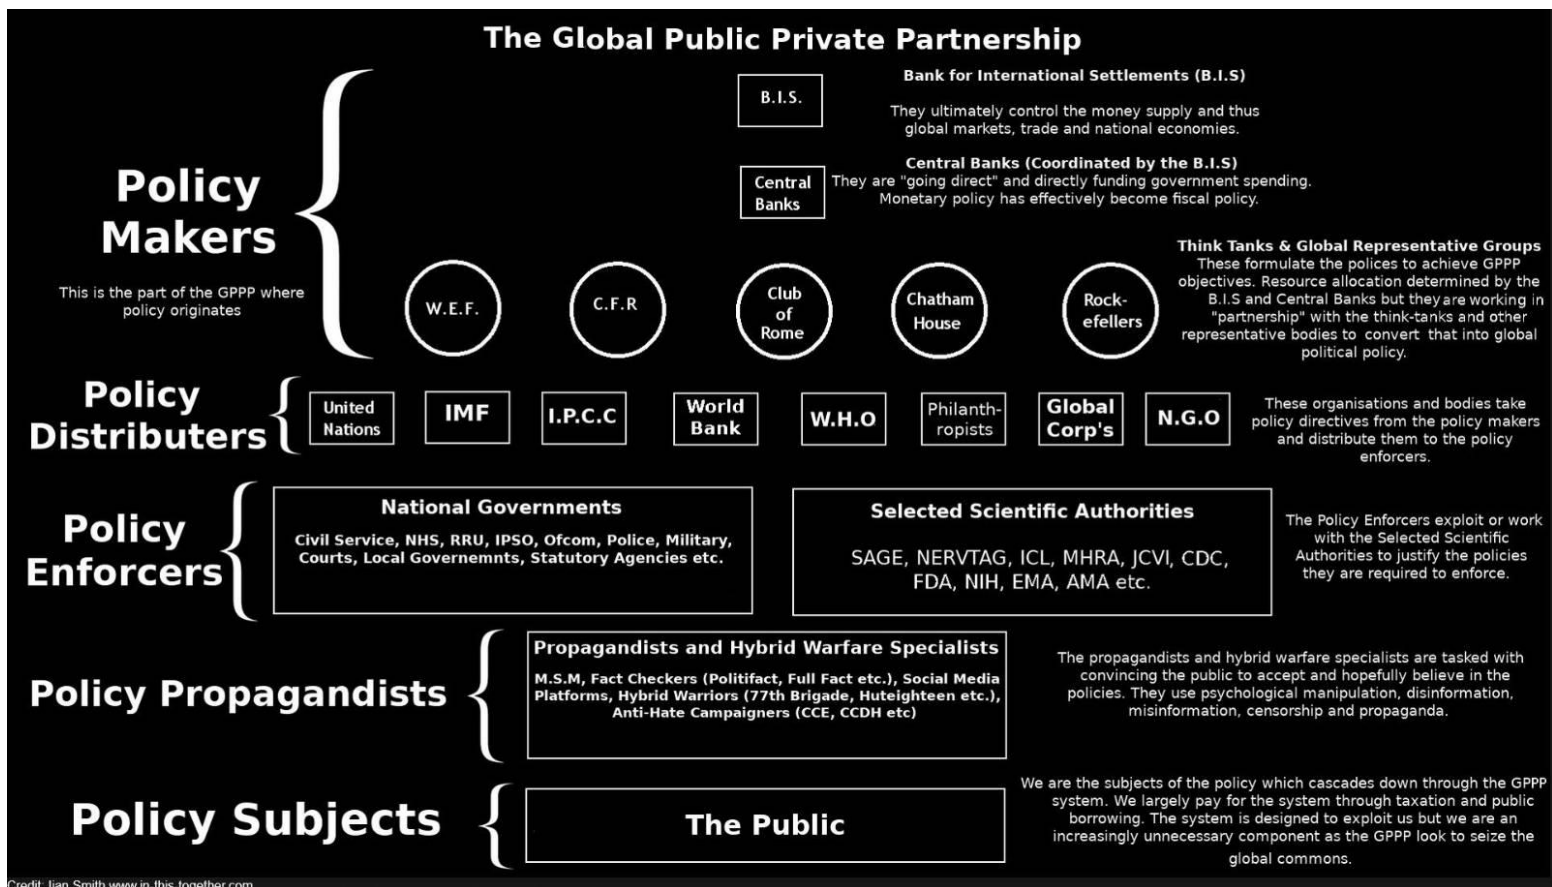 The Global Public Private Partnership
B.I.S.
Bank for International Settlements (B.I.S)
They ultimately control the money supply and thus
global markets, trade and national economies.
Policy
Makers
This is the part of the GPPP where
policy originates
Central
Banks
Central Banks (Coordinated by the B.I.S)
They are "going direct" and directly funding government spending.
Monetary policy has effectively become fiscal policy.
W.E.F.
C.F.R
Club
of
Rome
Chatham
House
Rock-
efellers
Think Tanks & Global Representative Groups
These formulate the polices to achieve GPPP
objectives. Resource allocation determined by the
B.I.S and Central Banks but they are working in
"partnership" with the think-tanks and other
representative bodies to convert that into global
political policy.
Policy
Distributers
United
Nations
IMF
I.P.C.C
World
Bank
W.H.O
Philanth-
ropists
Global
Corp's
N.G.O
These organisations and bodies take
policy directives from the policy makers
and distribute them to the policy
enforcers.
Policy
Enforcers
National Governments
Civil Service, NHS, RRU, IPSO, Ofcom, Police, Military,
Courts, Local Governemnts, Statutory Agencies etc.
Selected Scientific Authorities
SAGE, NERVTAG, ICL, MHRA, JCVI, CDC,
FDA, NIH, EMA, AMA etc.
The Policy Enforcers exploit or work
with the Selected Scientific
Authorities to justify the policies
they are required to enforce.
Policy Propagandists
Propagandists and Hybrid Warfare Specialists
M.S.M, Fact Checkers (Politifact, Full Fact etc.), Social Media
Platforms, Hybrid Warriors (77th Brigade, Huteighteen etc.),
Anti-Hate Campaigners (CCE, CCDH etc)
The propagandists and hybrid warfare specialists are tasked with
convincing the public to accept and hopefully believe in the
policies. They use psychological manipulation, disinformation,
misinformation, censorship and propaganda.
Policy Subjects
The Public
We are the subjects of the policy which cascades down through the GPPP
system. We largely pay for the system through taxation and public
borrowing. The system is designed to exploit us but we are an
increasingly unnecessary component as the GPPP look to seize the
global commons.
Credit: Iian Smith www.in-this-together.com